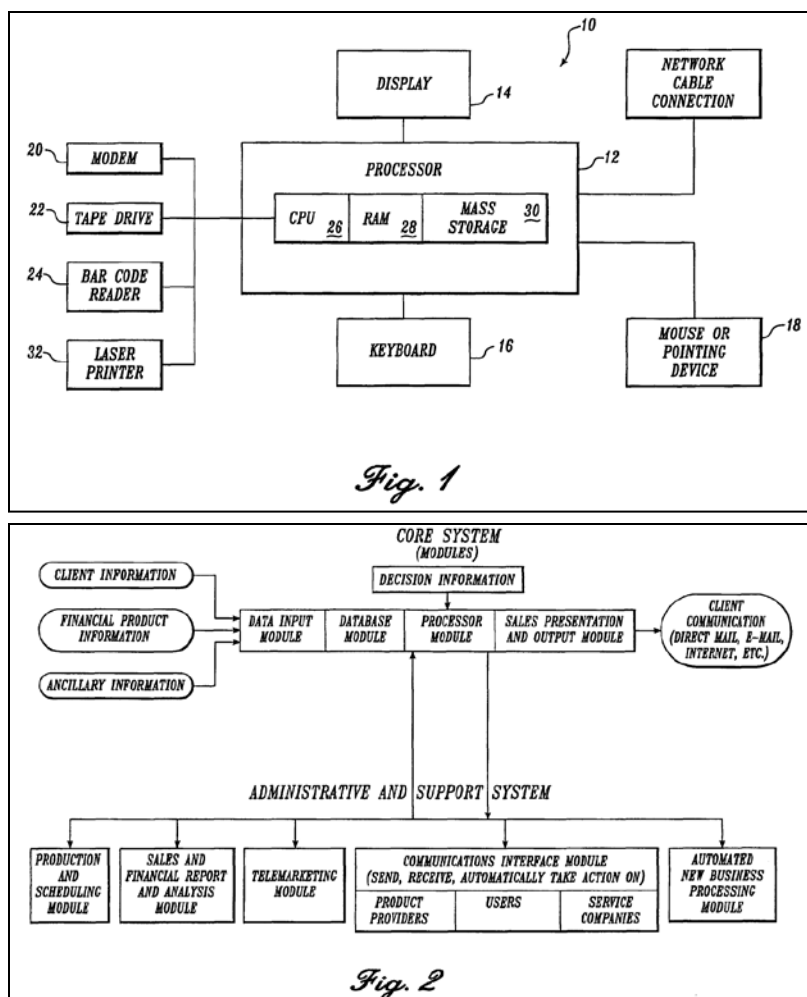 10
DISPLAY
14
NETWORK
CABLE
CONNECTION
20
MODEM
12
PROCESSOR
22
TAPE DRIVE
CPU
26
RAM
28
MASS
STORAGE
30
24
BAR CODE
READER
32
LASER
PRINTER
KEYBOARD
16
MOUSE OR
POINTING
DEVICE
18
Fig. 1
CORE SYSTEM
(MODULES)
CLIENT INFORMATION
DECISION INFORMATION
FINANCIAL PRODUCT
INFORMATION
DATA INPUT
MODULE
DATABASE
MODULE
PROCESSOR
MODULE
SALES PRESENTATION
AND OUTPUT MODULE
CLIENT
COMMUNICATION
(DIRECT MAIL, E-MAIL,
INTERNET, ETC.)
ANCILLARY INFORMATION
ADMINISTRATIVE AND SUPPORT SYSTEM
PRODUCTION
AND
SCHEDULING
MODULE
SALES AND
FINANCIAL REPORT
AND ANALYSIS
MODULE
TELEMARKETING
MODULE
COMMUNICATIONS INTERFACE MODULE
(SEND, RECEIVE, AUTOMATICALLY TAKE ACTION ON)
PRODUCT
PROVIDERS
USERS
SERVICE
COMPANIES
AUTOMATED
NEW BUSINESS
PROCESSING
MODULE
Fig. 2